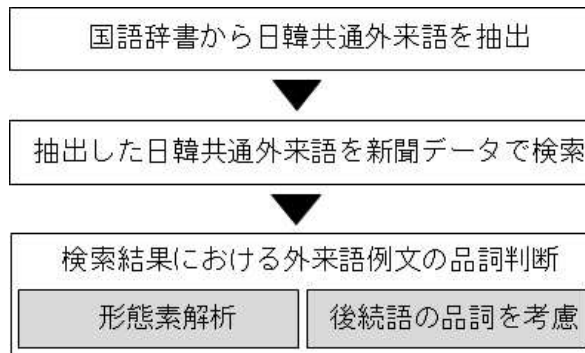 国語辞書から日韓共通外来語を抽出
抽出した日韓共通外来語を新聞データで検索
検索結果における外来語例文の品詞判断
形態素解析
後続語の品詞を考慮